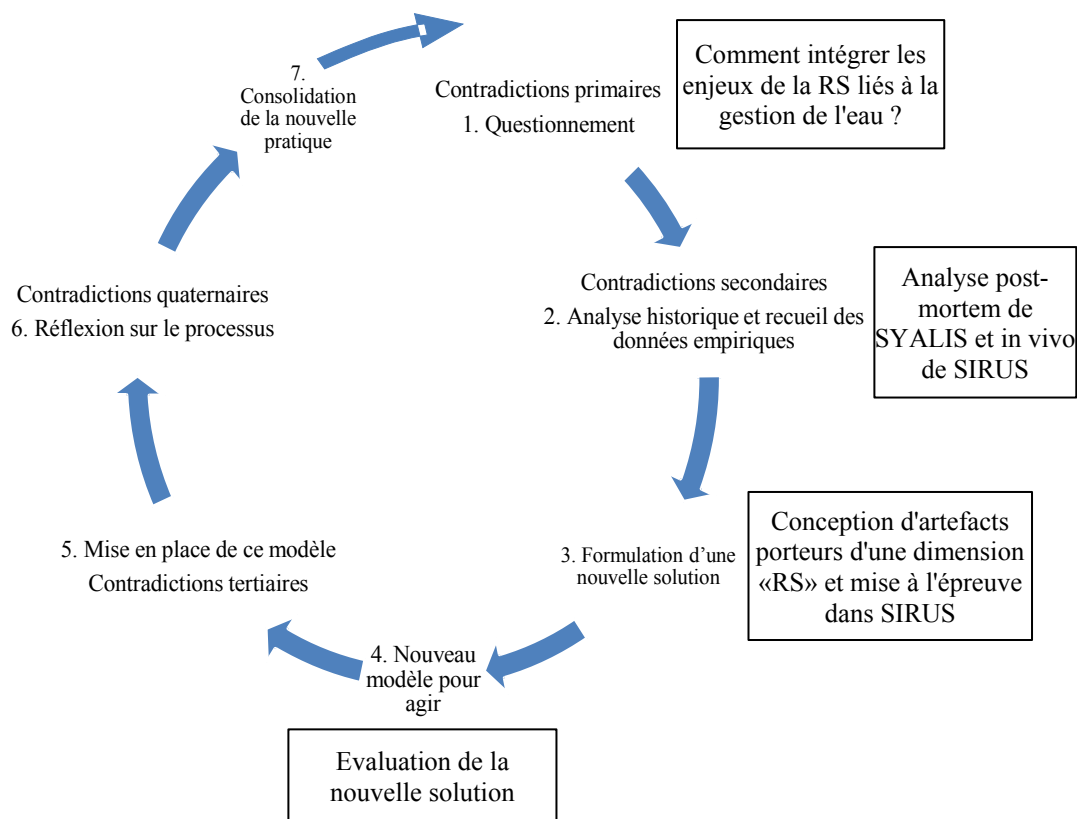 Contradictions primaires
1. Questionnement
Comment intégrer les
enjeux de la RS liés à la
gestion de l'eau ?
Contradictions secondaires
2. Analyse historique et recueil des
données empiriques
Analyse post-
mortem de
SYALIS et in vivo
de SIRUS
3. Formulation d’une
nouvelle solution
Conception d'artefacts
porteurs d'une dimension
«RS» et mise à l'épreuve
dans SIRUS
4. Nouveau
modèle pour
agir
Evaluation de la
nouvelle solution
5. Mise en place de ce modèle
Contradictions tertiaires
Contradictions quaternaires
6. Réflexion sur le processus
7.
Consolidation
de la nouvelle
pratique